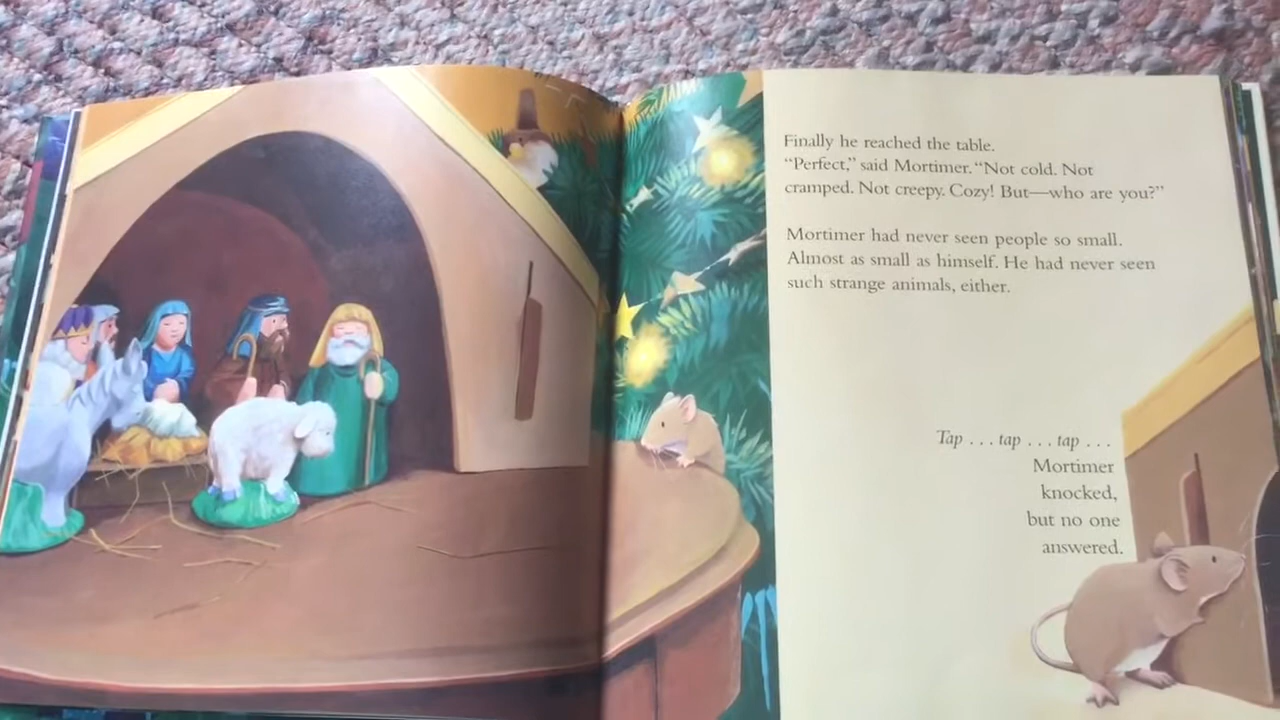 Finally he reached the table.
“Perfect,” said Mortimer. “Not cold. Not
cramped. Not creepy. Cozy! But—who are you?”
Mortimer had never seen people so small.
Almost as small as himself. He had never seen
such strange animals, either.
Tap . . . tap . . . tap . . .
Mortimer
knocked,
but no one
answered.